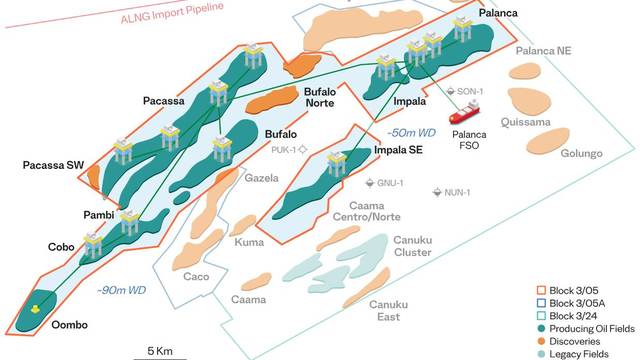 ALNG Import Pipeline
Palanca
Palanca NE
Pacassa
Bufalo
Norte
Impala
SON-1
Quissama
Palanca
FSO
Bufalo
~50m WD
PUK-1
Impala SE
Golungo
Pacassa SW
Gazela
GNU-1
NUN-1
Pambi
Caama
Centro/Norte
Cobo
Kuma
Canuku
Cluster
Caco
~90m WD
Caama
Canuku
East
Oombo
5 Km
Block 3/05
Block 3/05A
Block 3/24
Producing Oil Fields
Discoveries
Legacy Fields